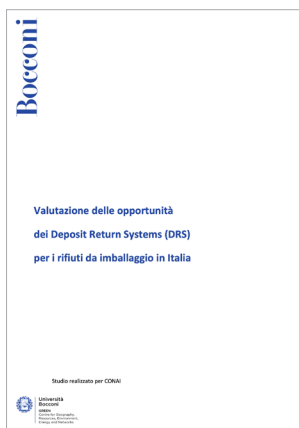 Bocconi
Valutazione delle opportunità
dei Deposit Return Systems (DRS)
per i rifiuti da imballaggio in Italia
Studio realizzato per CONAI
Università
Bocconi
GREEN
Centre for Geography,
Resources, Environment,
Energy and Networks